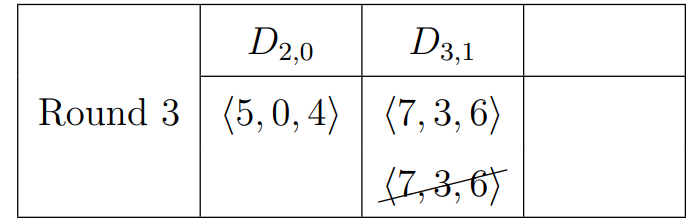 D₂,₀ D₃,₁
Round 3 ⟨5, 0, 4⟩ ⟨7, 3, 6⟩
⟨7, 3, 6⟩